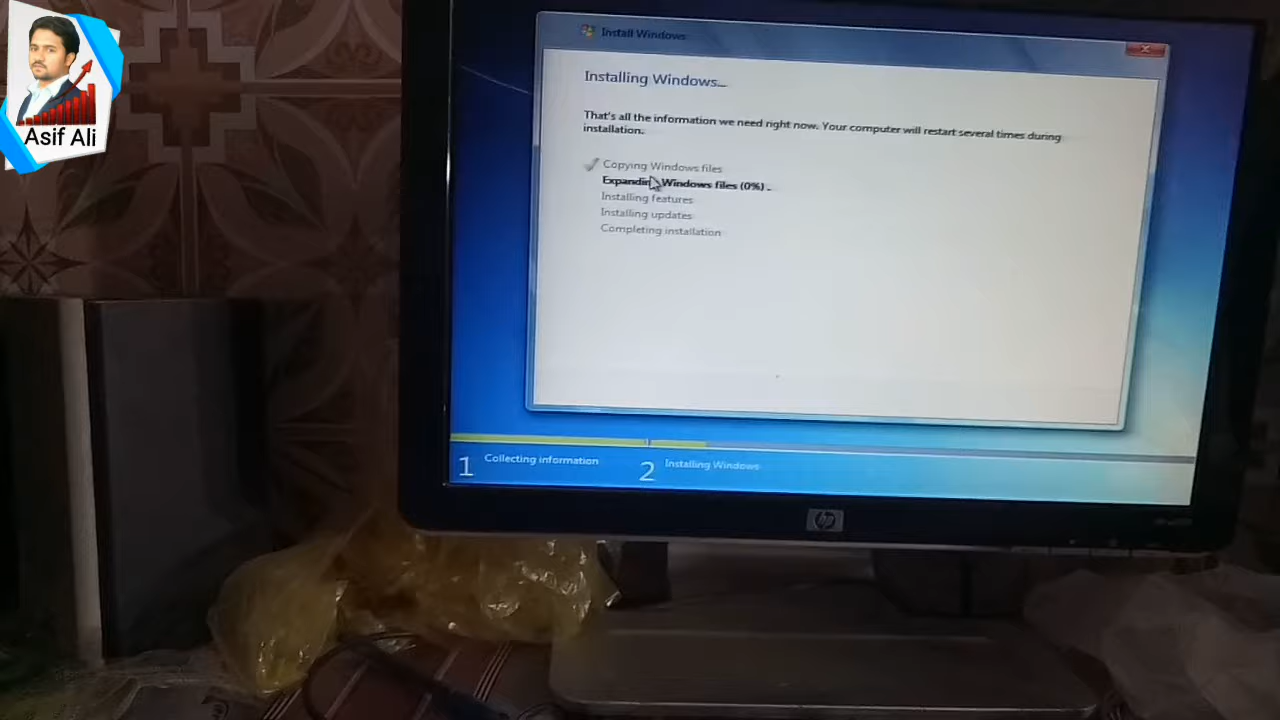 Asif Ali
Install Windows
Installing Windows...
That's all the information we need right now. Your computer will restart several times during
installation.
Copying Windows files
Expanding Windows files (0%) .
Installing features
Installing updates
Completing installation
1 Collecting information
2 Installing Windows
hp